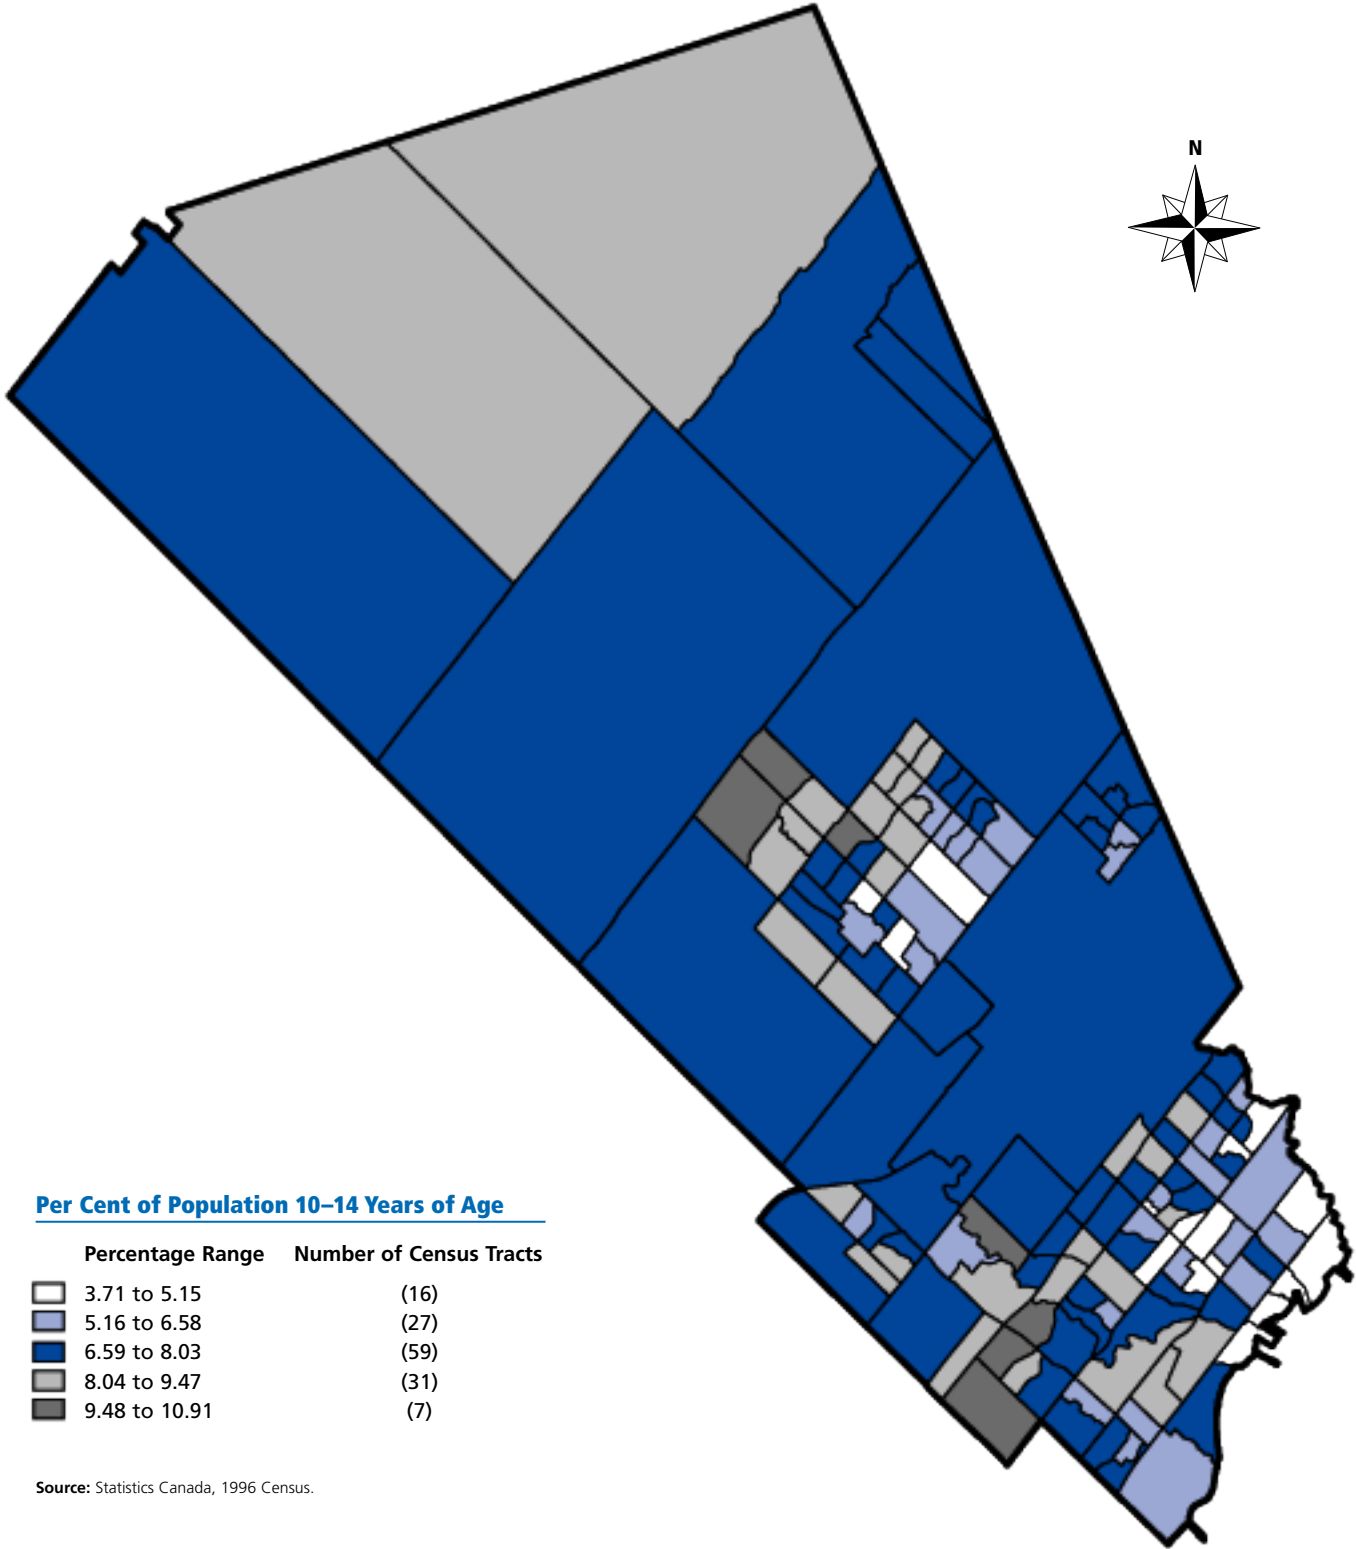 N
Per Cent of Population 10–14 Years of Age
Percentage Range Number of Census Tracts
3.71 to 5.15 (16)
5.16 to 6.58 (27)
6.59 to 8.03 (59)
8.04 to 9.47 (31)
9.48 to 10.91 (7)
Source: Statistics Canada, 1996 Census.